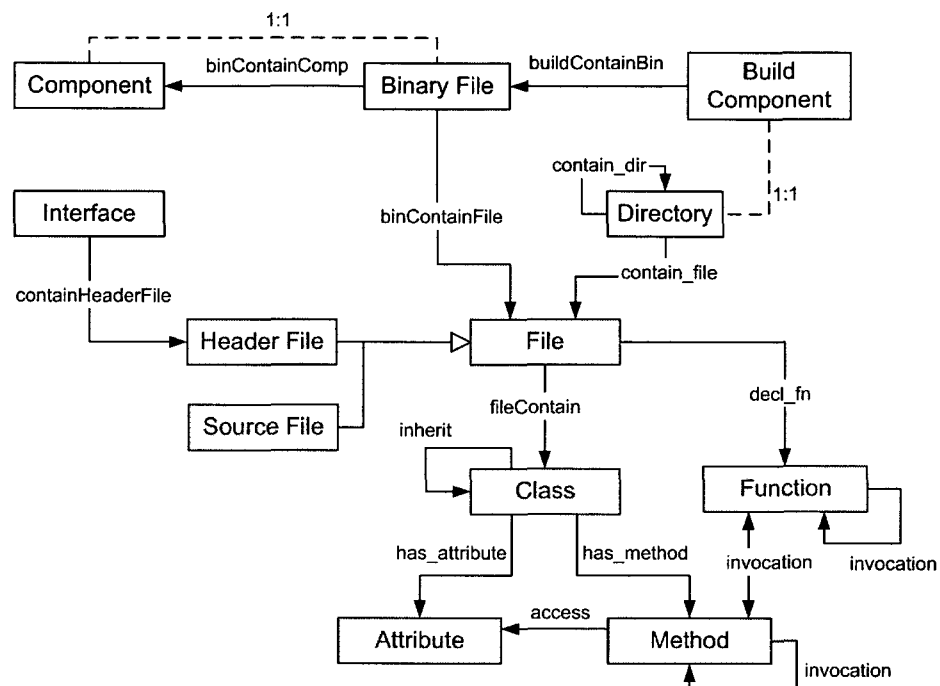 1:1
Component
binContainComp
Binary File
buildContainBin
Build
Component
contain_dir
1:1
Interface
binContainFile
Directory
contain_file
containHeaderFile
Header File
File
fileContain
decl_fn
Source File
inherit
Class
Function
has_attribute
has_method
invocation
invocation
access
Attribute
Method
invocation